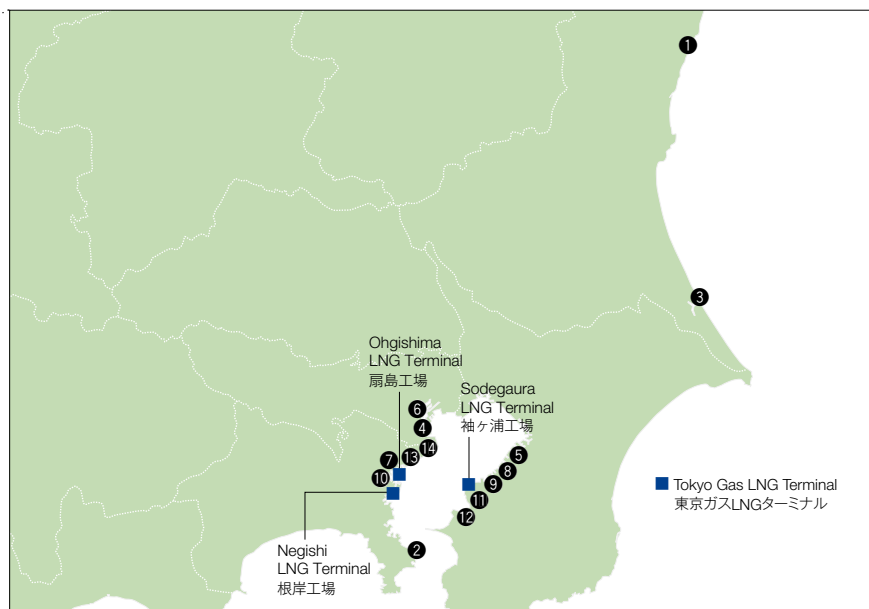 1
3
Ohgishima
LNG Terminal
扇島工場
Sodegaura
LNG Terminal
袖ヶ浦工場
6
4
14
13
7
10
5
8
9
11
12
Tokyo Gas LNG Terminal
東京ガスLNGターミナル
2
Negishi
LNG Terminal
根岸工場